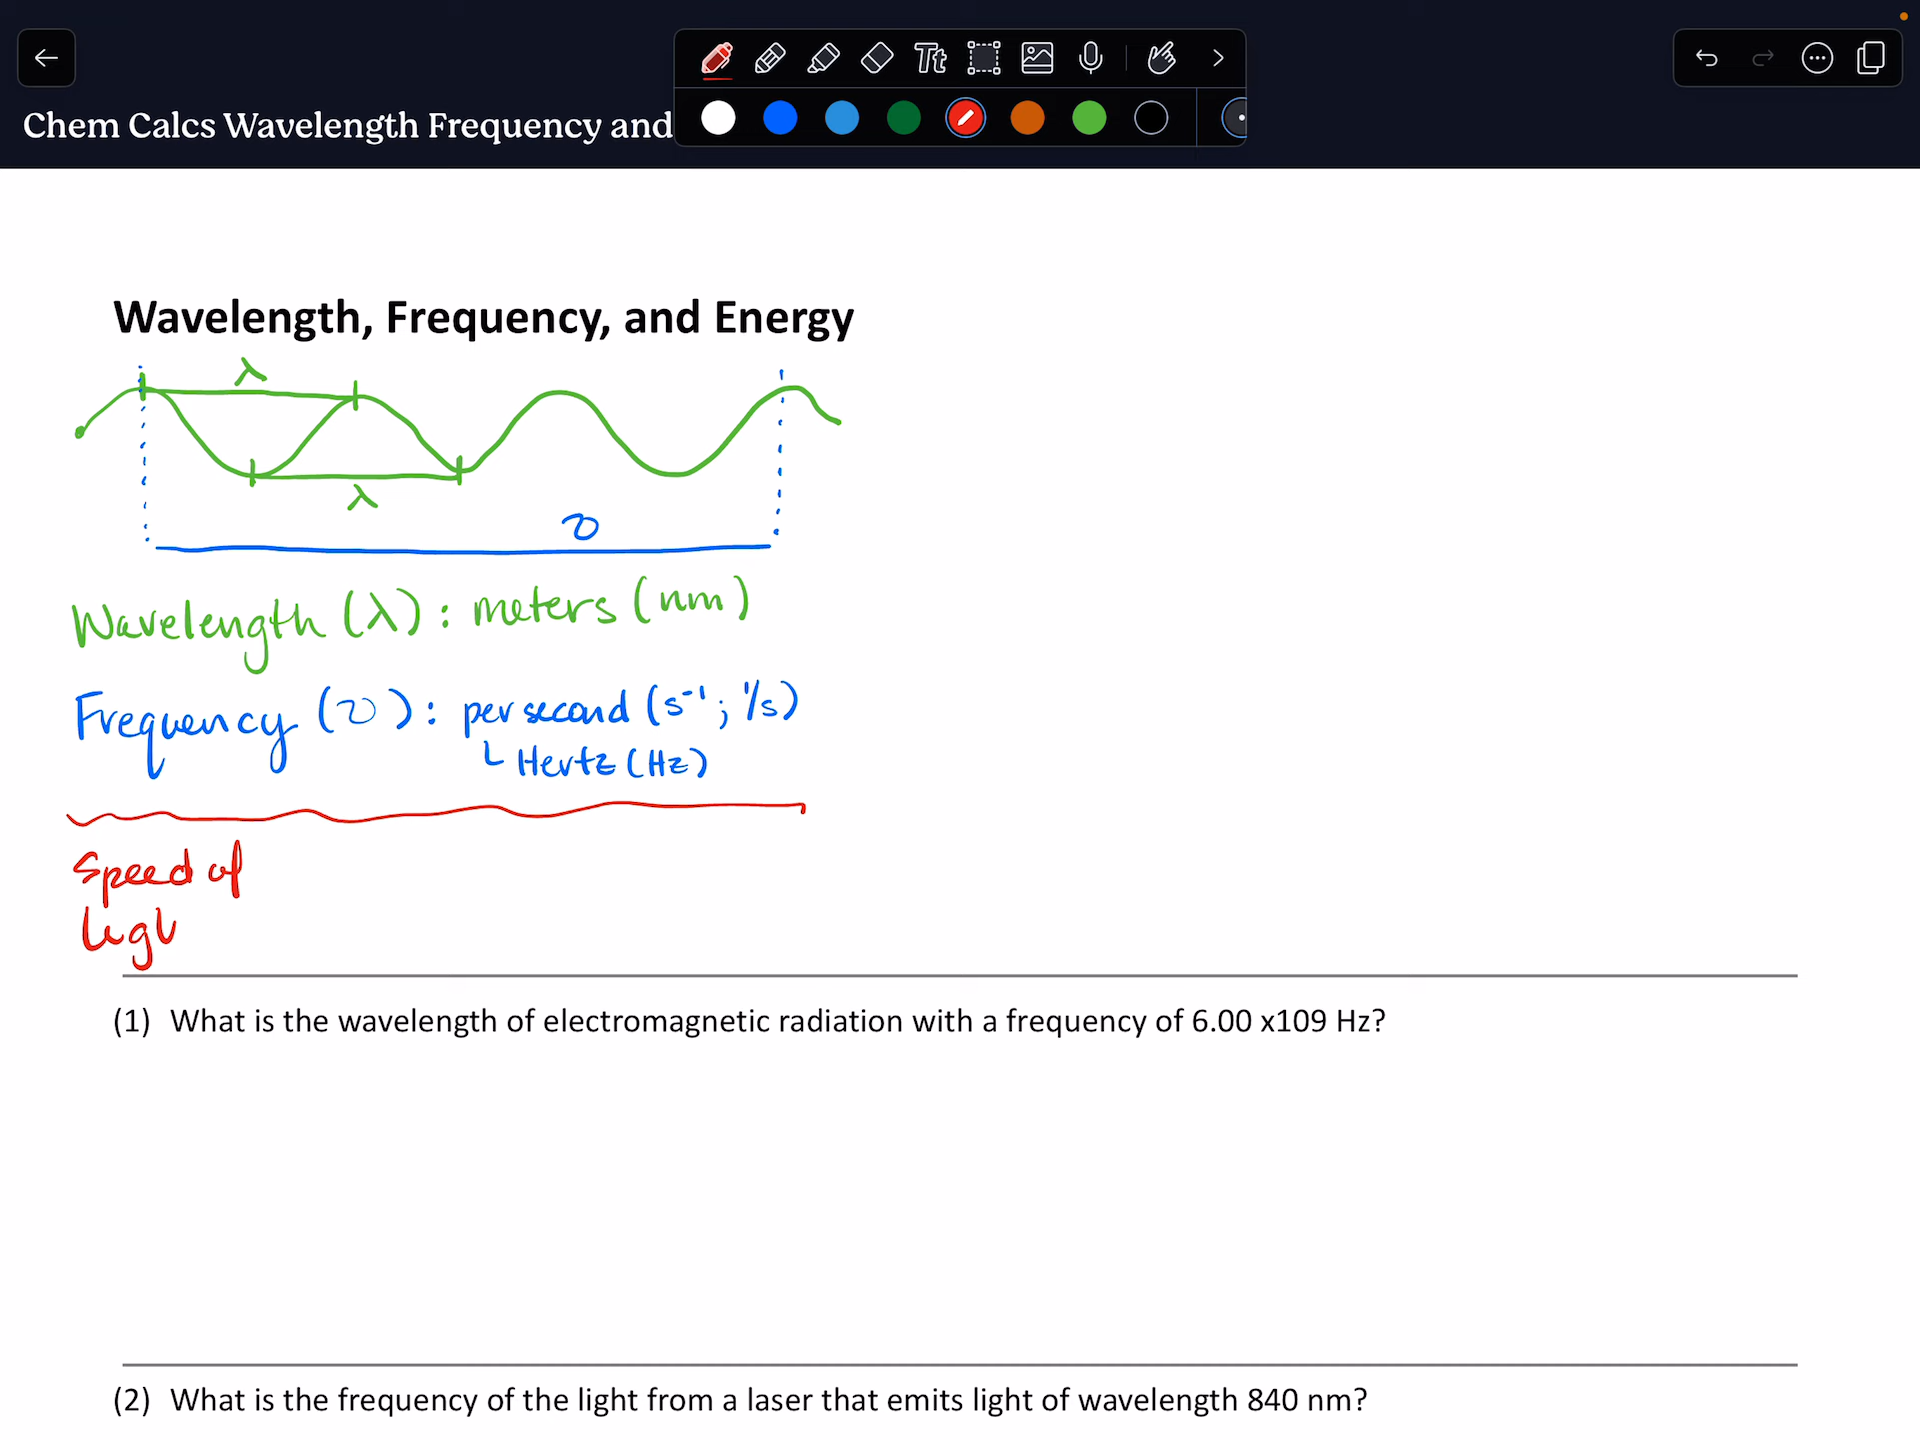 Chem Calcs Wavelength Frequency and
Tt
Wavelength, Frequency, and Energy
λ
λ
ν
Wavelength (λ): meters (nm)
Frequency (ν): per second (s⁻¹; 1/s)
Hertz (Hz)
Speed of
(1) What is the wavelength of electromagnetic radiation with a frequency of 6.00 x109 Hz?
(2) What is the frequency of the light from a laser that emits light of wavelength 840 nm?